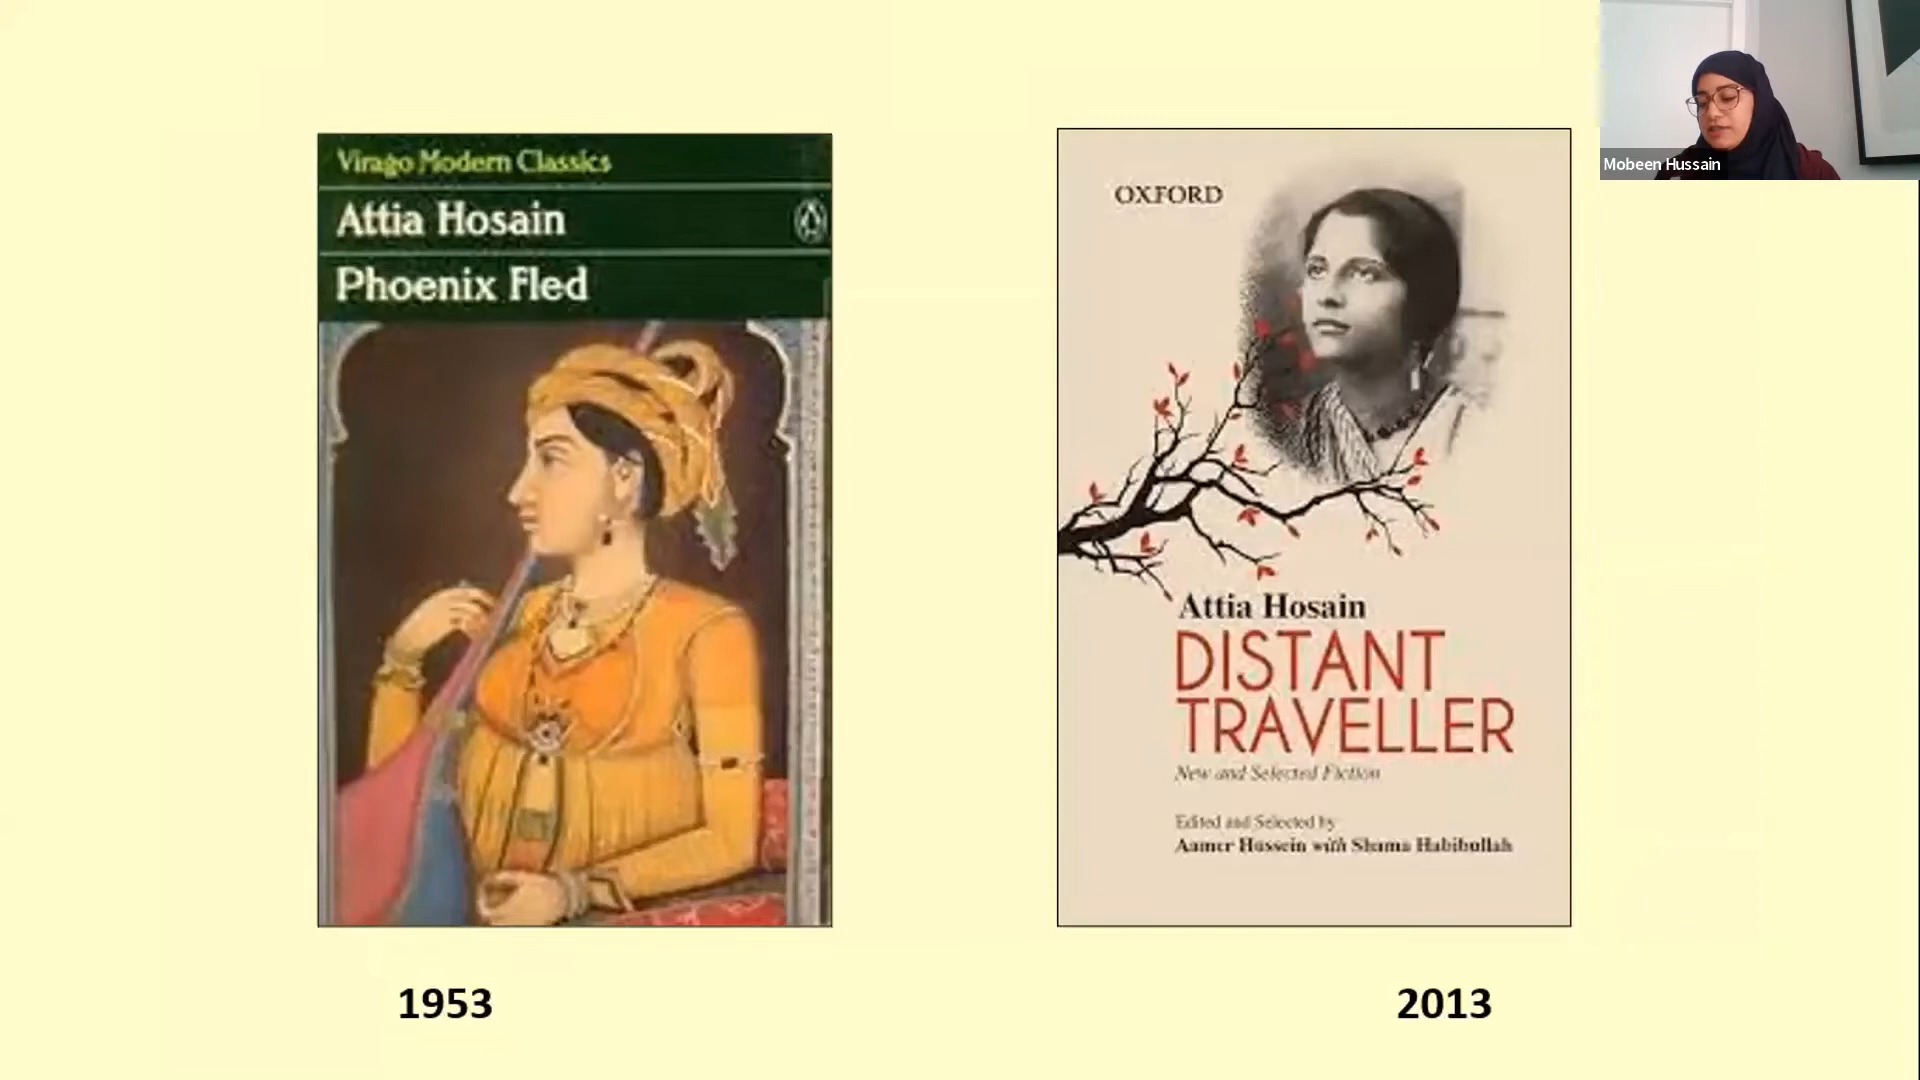 Virago Modern Classics
Attia Hosain
Phoenix Fled
OXFORD
Attia Hosain
DISTANT
TRAVELLER
New and Selected Fiction
Edited and Selected by
Aamer Hussein with Shama Habibullah
1953
2013
Mobeen Hussain